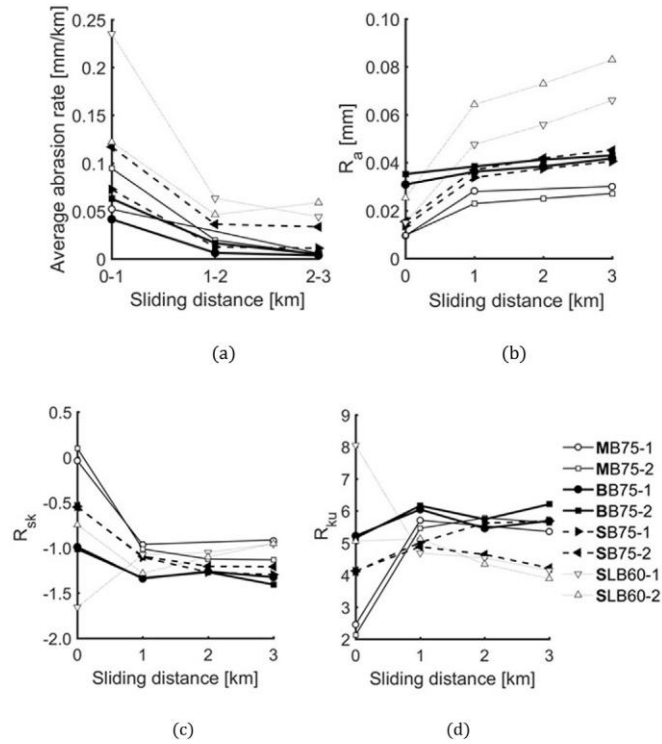 0.25
0.2
0.15
0.1
0.05
0
Average abrasion rate [mm/km]
0-1 1-2 2-3
Sliding distance [km]
(a)
0.10
0.08
0.06
0.04
0.02
0
Ra [mm]
0 1 2 3
Sliding distance [km]
(b)
0.5
0
-0.5
-1.0
-1.5
-2.0
Rsk
0 1 2 3
Sliding distance [km]
(c)
9
8
7
6
5
4
3
2
Rku
0 1 2 3
Sliding distance [km]
(d)
MB75-1
MB75-2
BB75-1
BB75-2
SB75-1
SB75-2
SLB60-1
SLB60-2